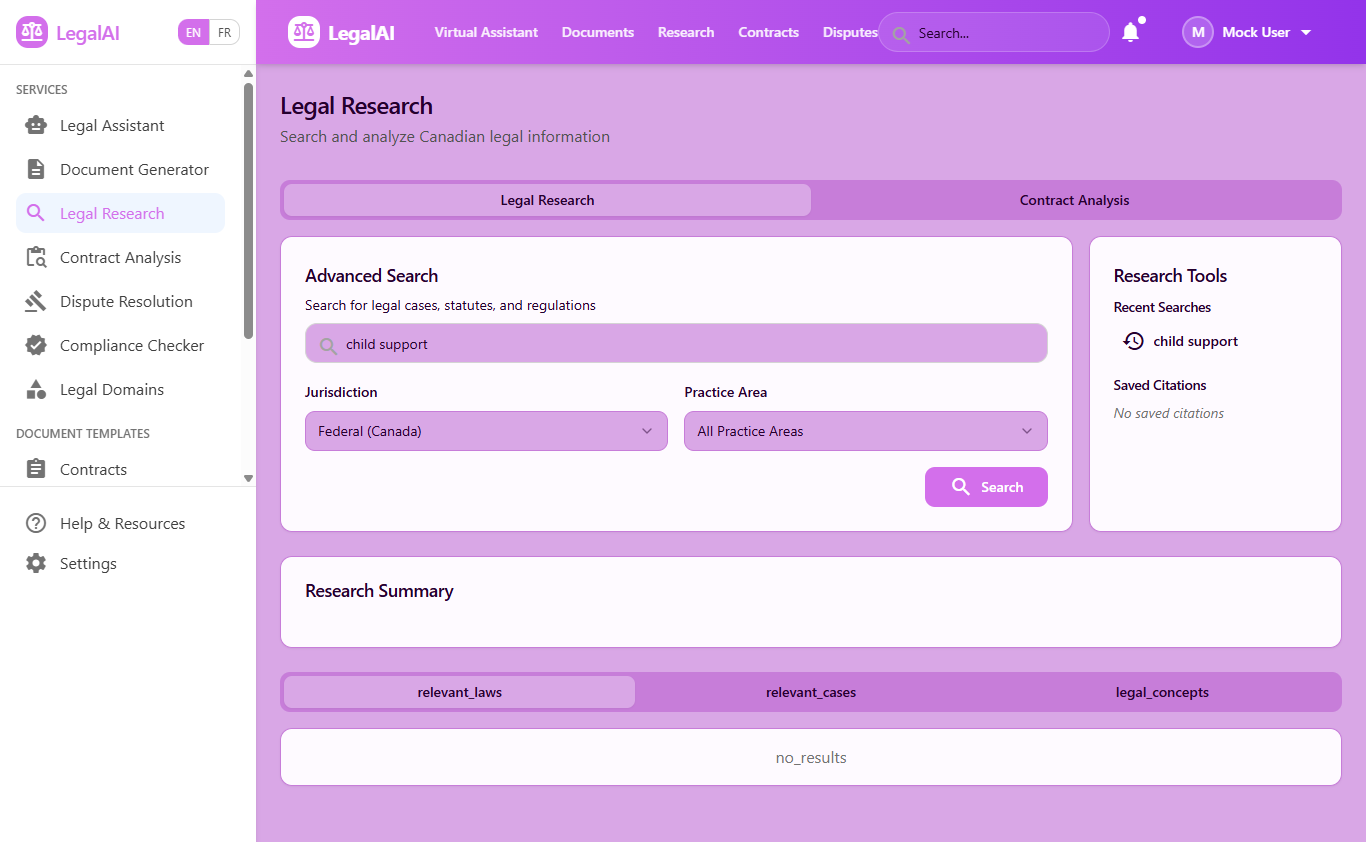 LegalAI
EN FR
SERVICES
Legal Assistant
Document Generator
Legal Research
Contract Analysis
Dispute Resolution
Compliance Checker
Legal Domains
DOCUMENT TEMPLATES
Contracts
Help & Resources
Settings
LegalAI Virtual Assistant Documents Research Contracts Disputes Search... M Mock User
Legal Research
Search and analyze Canadian legal information
Legal Research Contract Analysis
Advanced Search
Search for legal cases, statutes, and regulations
child support
Jurisdiction Practice Area
Federal (Canada) All Practice Areas
Search
Research Tools
Recent Searches
child support
Saved Citations
No saved citations
Research Summary
relevant_laws relevant_cases legal_concepts
no_results